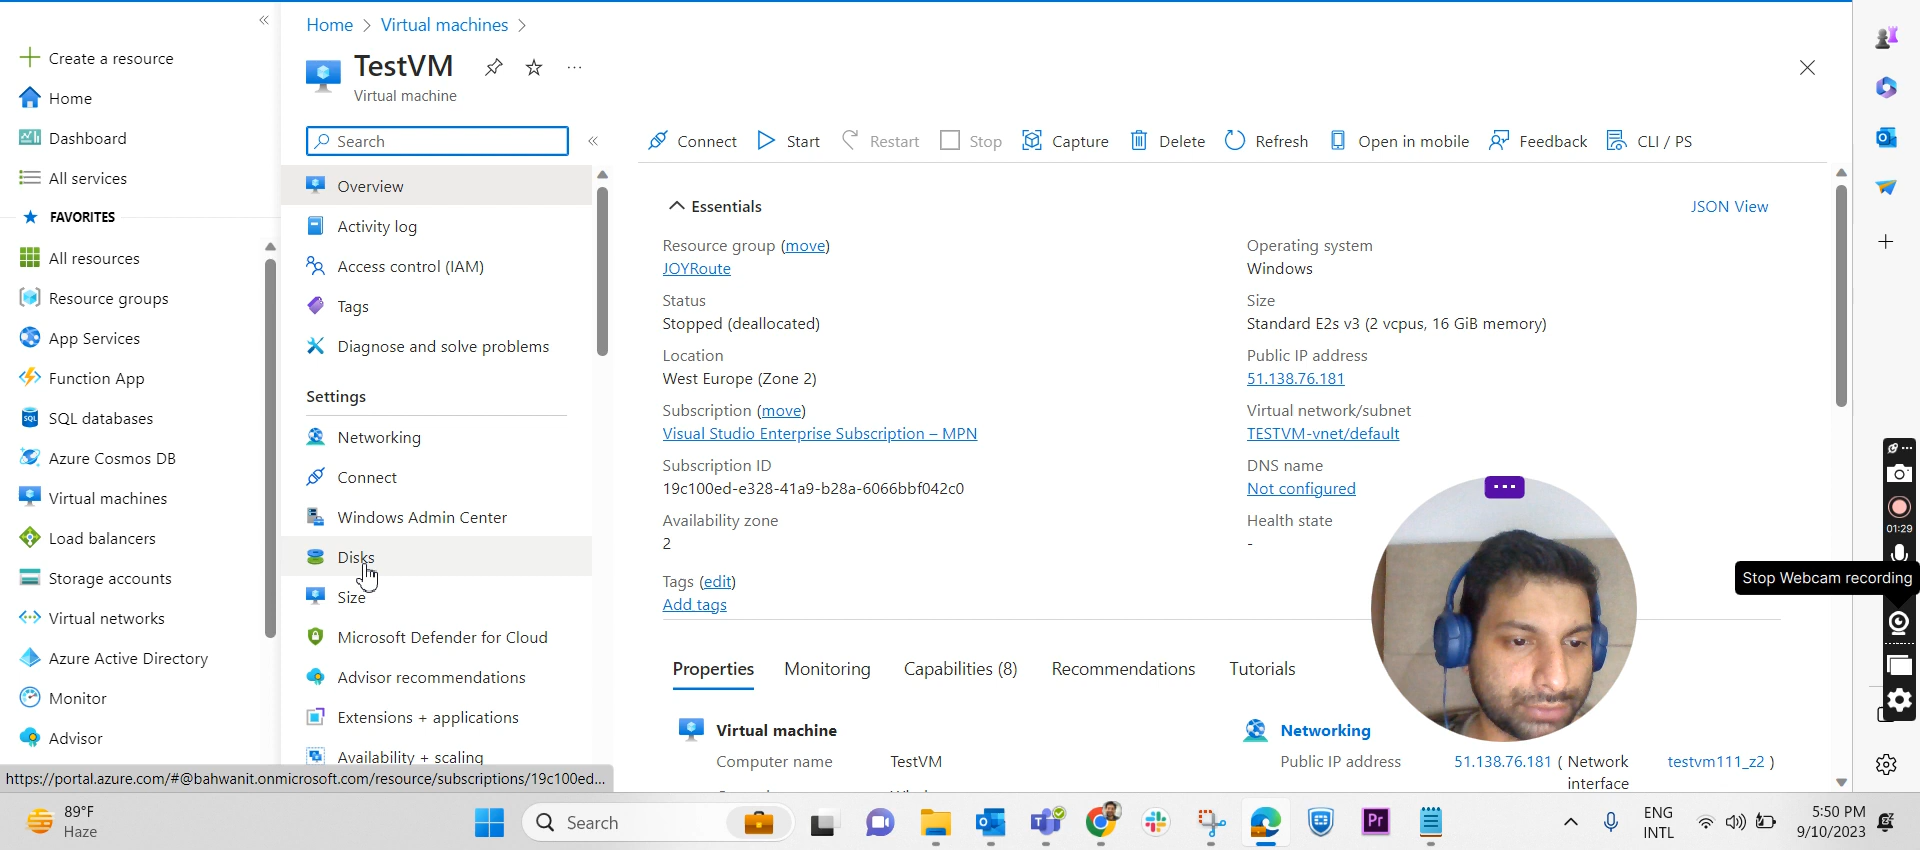 Create a resource
Home
Dashboard
All services
FAVORITES
All resources
Resource groups
App Services
Function App
SQL databases
Azure Cosmos DB
Virtual machines
Load balancers
Storage accounts
Virtual networks
Azure Active Directory
Monitor
Advisor
Home > Virtual machines >
TestVM
Virtual machine
Search
Overview
Activity log
Access control (IAM)
Tags
Diagnose and solve problems
Settings
Networking
Connect
Windows Admin Center
Disks
Size
Microsoft Defender for Cloud
Advisor recommendations
Extensions + applications
Availability + scaling
https://portal.azure.com/#@bahwanit.onmicrosoft.com/resource/subscriptions/19c100ed...
Connect Start Restart Stop Capture Delete Refresh Open in mobile Feedback CLI / PS
Essentials
JSON View
Resource group (move)
JOYRoute
Status
Stopped (deallocated)
Location
West Europe (Zone 2)
Subscription (move)
Visual Studio Enterprise Subscription – MPN
Subscription ID
19c100ed-e328-41a9-b28a-6066bbf042c0
Availability zone
2
Tags (edit)
Add tags
Operating system
Windows
Size
Standard E2s v3 (2 vcpus, 16 GiB memory)
Public IP address
51.138.76.181
Virtual network/subnet
TESTVM-vnet/default
DNS name
Not configured
Health state
-
Properties Monitoring Capabilities (8) Recommendations Tutorials
Virtual machine
Computer name TestVM
Networking
Public IP address 51.138.76.181 ( Network testvm111_z2 )
interface
01:29
Stop Webcam recording
89°F
Haze
Search
Pr
ENG
INTL
5:50 PM
9/10/2023